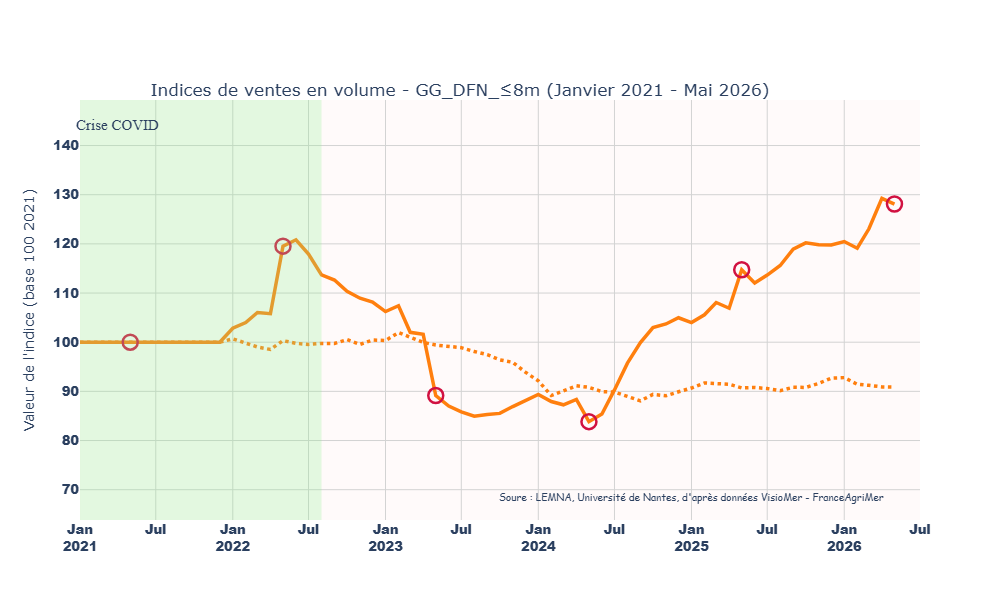 Indices de ventes en volume - GG_DFN_≤8m (Janvier 2021 - Mai 2026)
Crise COVID
Valeur de l'indice (base 100 2021)
140
130
120
110
100
90
80
70
Soure : LEMNA, Université de Nantes, d'après données VisioMer - FranceAgriMer
Jan Jul Jan Jul Jan Jul Jan Jul Jan Jul Jan Jul
2021 2022 2023 2024 2025 2026